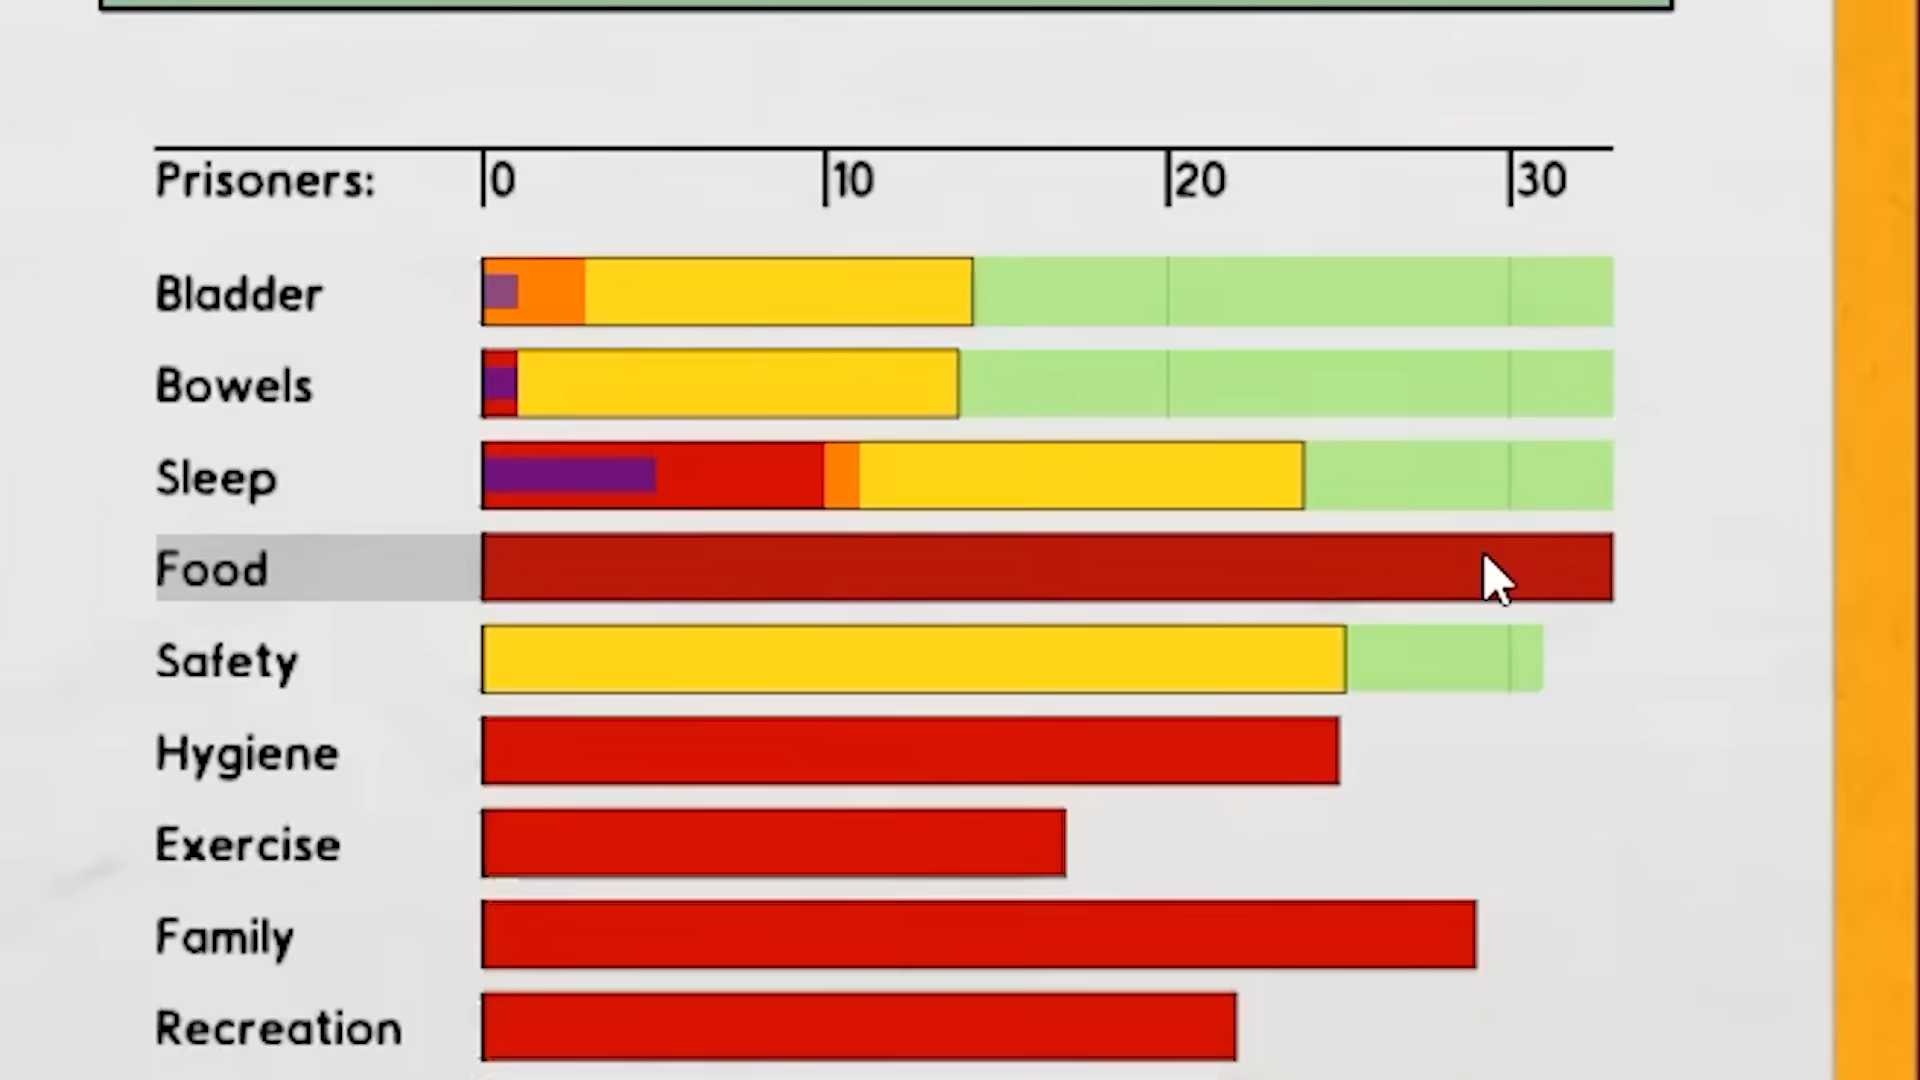 Prisoners: 0 10 20 30
Bladder
Bowels
Sleep
Food
Safety
Hygiene
Exercise
Family
Recreation